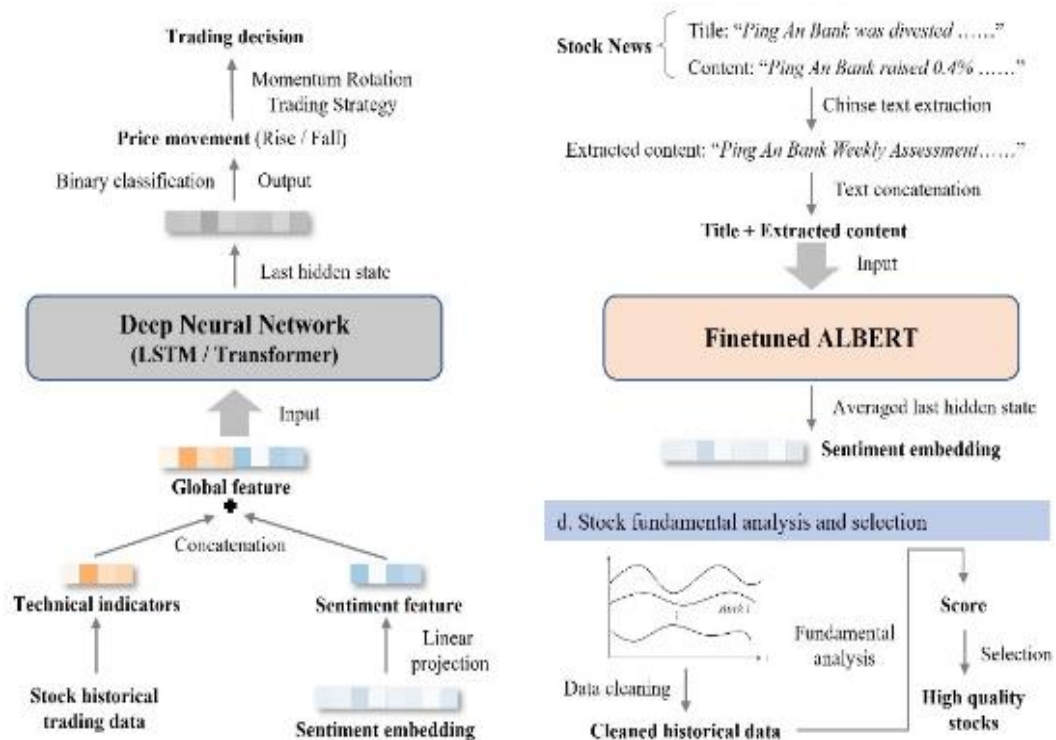 Trading decision
Momentum Rotation
Trading Strategy
Price movement (Rise / Fall)
Binary classification
Output
Last hidden state
Deep Neural Network
(LSTM / Transformer)
Input
Global feature
Concatenation
Technical indicators
Sentiment feature
Linear
projection
Stock historical
trading data
Sentiment embedding
Stock News
Title: “Ping An Bank was divested ……”
Content: “Ping An Bank raised 0.4% ……”
Chinse text extraction
Extracted content: “Ping An Bank Weekly Assessment……”
Text concatenation
Title + Extracted content
Input
Finetuned ALBERT
Averaged last hidden state
Sentiment embedding
d. Stock fundamental analysis and selection
Fundamental
analysis
Data cleaning
Cleaned historical data
Score
Selection
High quality
stocks